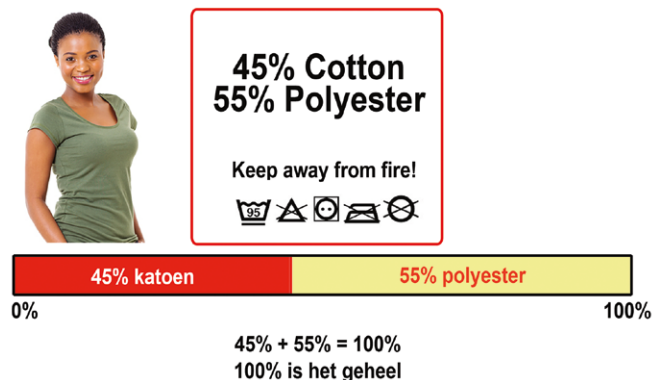 45% Cotton
55% Polyester
Keep away from fire!
95
45% katoen
55% polyester
0%
100%
45% + 55% = 100%
100% is het geheel